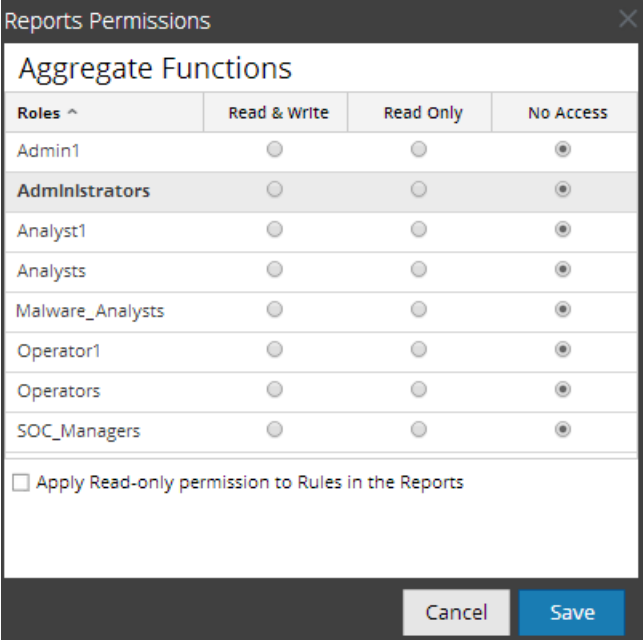 Reports Permissions
Aggregate Functions
Roles Read & Write Read Only No Access
Admin1
Administrators
Analyst1
Analysts
Malware_Analysts
Operator1
Operators
SOC_Managers
Apply Read-only permission to Rules in the Reports
Cancel Save